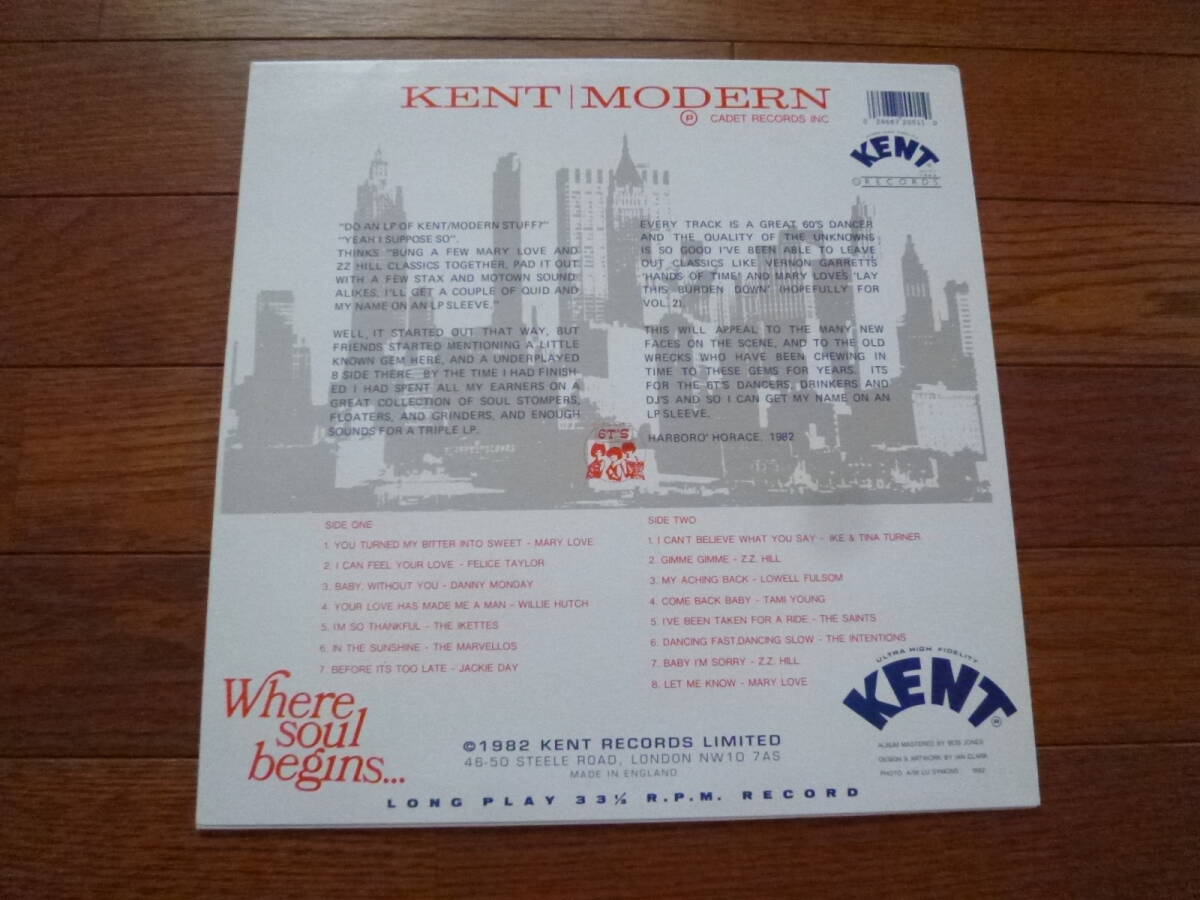 KENT | MODERN
Ⓟ CADET RECORDS INC
KENT
RECORDS
"DO AN LP OF KENT/MODERN STUFF?"
"YEAH I SUPPOSE SO".
THINKS "BUNG A FEW MARY LOVE AND
ZZ HILL CLASSICS TOGETHER, PAD IT OUT
WITH A FEW STAX AND MOTOWN SOUND
ALIKES, I'LL GET A COUPLE OF QUID AND
MY NAME ON AN LP SLEEVE."
WELL, IT STARTED OUT THAT WAY, BUT
FRIENDS STARTED MENTIONING A LITTLE
KNOWN GEM HERE, AND A UNDERPLAYED
B SIDE THERE. BY THE TIME I HAD FINISH
ED I HAD SPENT ALL MY EARNERS ON A
GREAT COLLECTION OF SOUL STOMPERS,
FLOATERS, AND GRINDERS, AND ENOUGH
SOUNDS FOR A TRIPLE LP.
EVERY TRACK IS A GREAT 60'S DANCER
AND THE QUALITY OF THE UNKNOWNS
IS SO GOOD I'VE BEEN ABLE TO LEAVE
OUT CLASSICS LIKE VERNON GARRETTS
'HANDS OF TIME' AND MARY LOVES 'LAY
THIS BURDEN DOWN' (HOPEFULLY FOR
VOL. 2).
THIS WILL APPEAL TO THE MANY NEW
FACES ON THE SCENE, AND TO THE OLD
WRECKS WHO HAVE BEEN CHEWING IN
TIME TO THESE GEMS FOR YEARS. ITS
FOR THE 6T'S DANCERS, DRINKERS AND
DJ'S AND SO I CAN GET MY NAME ON AN
LP SLEEVE.
HARBORO' HORACE. 1982
6T'S
SIDE ONE
1. YOU TURNED MY BITTER INTO SWEET - MARY LOVE
2. I CAN FEEL YOUR LOVE - FELICE TAYLOR
3. BABY, WITHOUT YOU - DANNY MONDAY
4. YOUR LOVE HAS MADE ME A MAN - WILLIE HUTCH
5. I'M SO THANKFUL - THE IKETTES
6. IN THE SUNSHINE - THE MARVELLOS
7. BEFORE ITS TOO LATE - JACKIE DAY
SIDE TWO
1. I CAN'T BELIEVE WHAT YOU SAY - IKE & TINA TURNER
2. GIMME GIMME - Z.Z. HILL
3. MY ACHING BACK - LOWELL FULSOM
4. COME BACK BABY - TAMI YOUNG
5. I'VE BEEN TAKEN FOR A RIDE - THE SAINTS
6. DANCING FAST,DANCING SLOW - THE INTENTIONS
7. BABY I'M SORRY - Z.Z. HILL
8. LET ME KNOW - MARY LOVE
Where
soul
begins...
ULTRA HIGH FIDELITY
KENT
©1982 KENT RECORDS LIMITED
46-50 STEELE ROAD, LONDON NW10 7AS
MADE IN ENGLAND
ALBUM MASTERED BY BOB JONES
DESIGN & ARTWORK BY IAN CLARK
PHOTO A/W LU SYMONS 1982
LONG PLAY 33⅓ R.P.M. RECORD